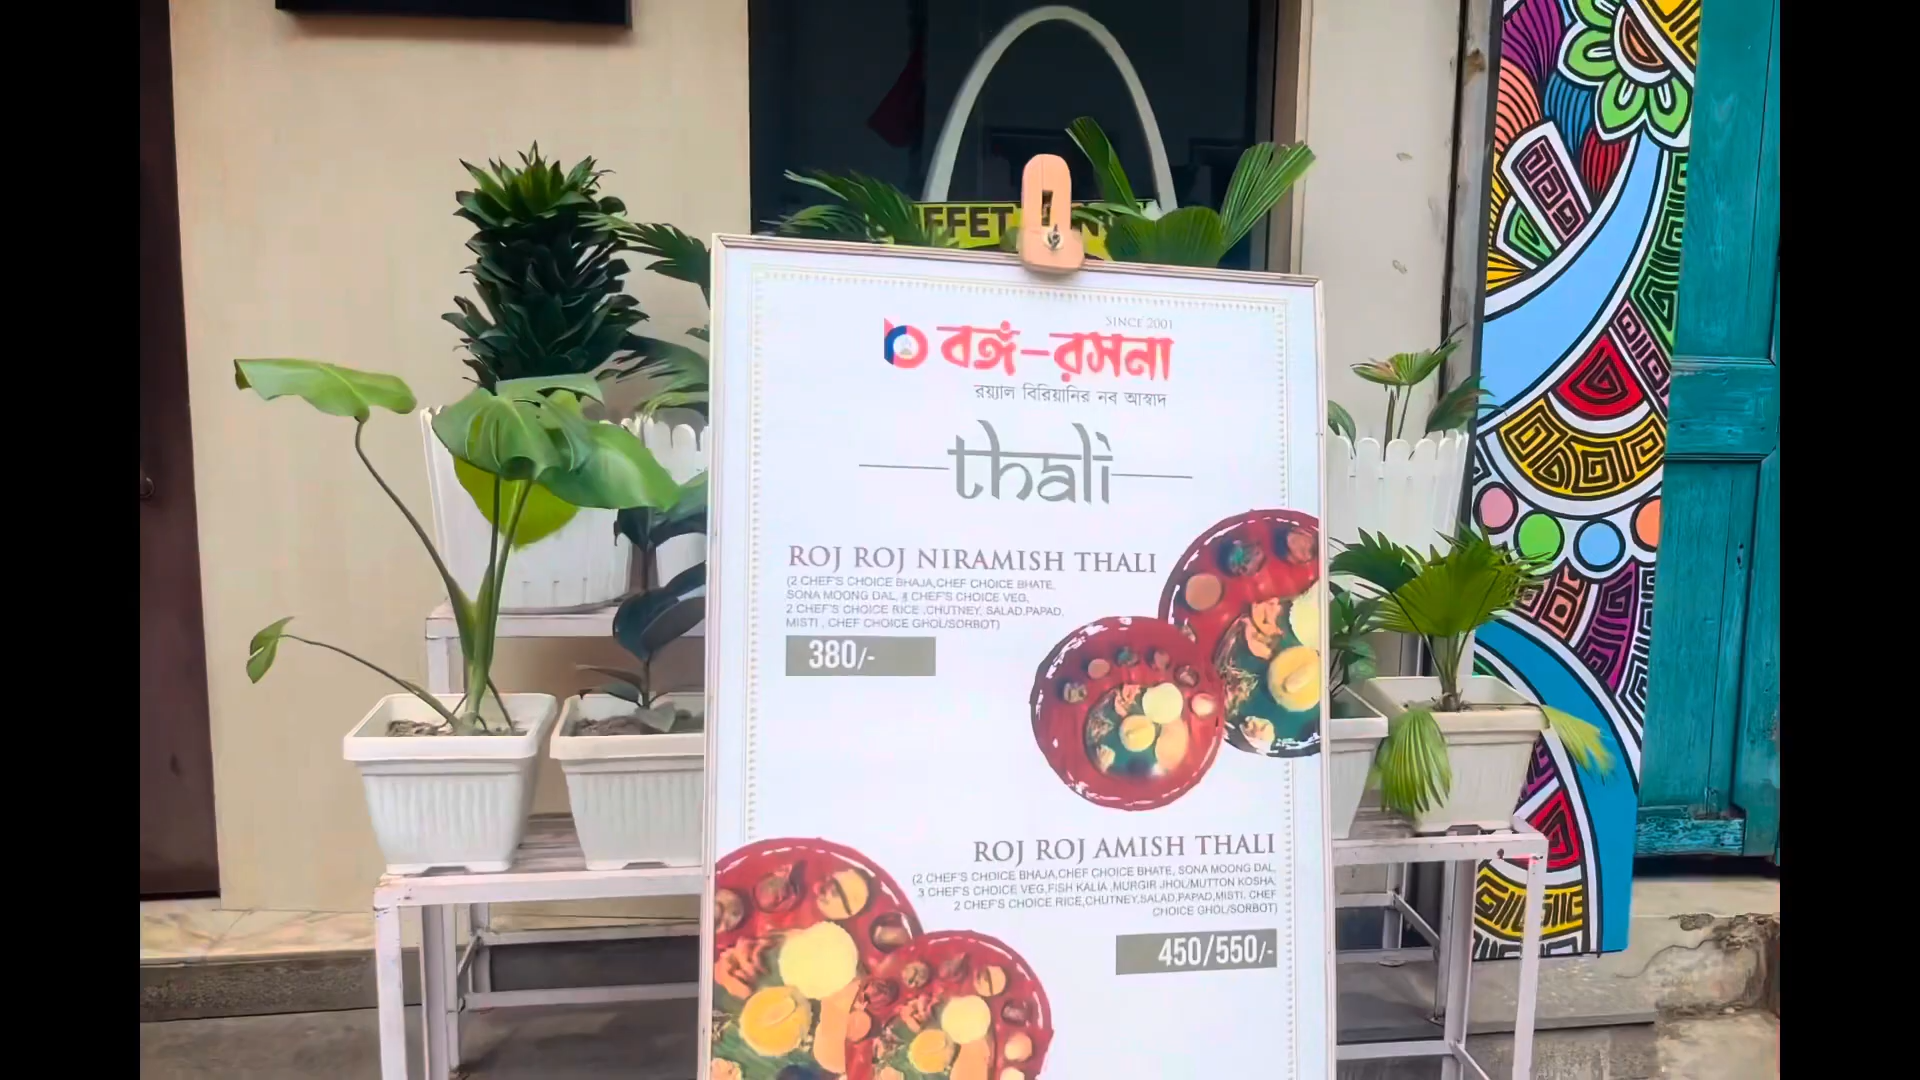 SINCE 2001
বঙ্গ-রসনা
রয়্যাল বিরিয়ানির নব আস্বাদ
thali
ROJ ROJ NIRAMISH THALI
(2 CHEF'S CHOICE BHAJA,CHEF CHOICE BHATE,
SONA MOONG DAL, 4 CHEF'S CHOICE VEG,
2 CHEF'S CHOICE RICE ,CHUTNEY, SALAD,PAPAD,
MISTI , CHEF CHOICE GHOL/SORBOT)
380/-
ROJ ROJ AMISH THALI
(2 CHEF'S CHOICE BHAJA,CHEF CHOICE BHATE, SONA MOONG DAL,
3 CHEF'S CHOICE VEG,FISH KALIA ,MURGIR JHOL/MUTTON KOSHA,
2 CHEF'S CHOICE RICE,CHUTNEY,SALAD,PAPAD,MISTI, CHEF
CHOICE GHOL/SORBOT)
450/550/-